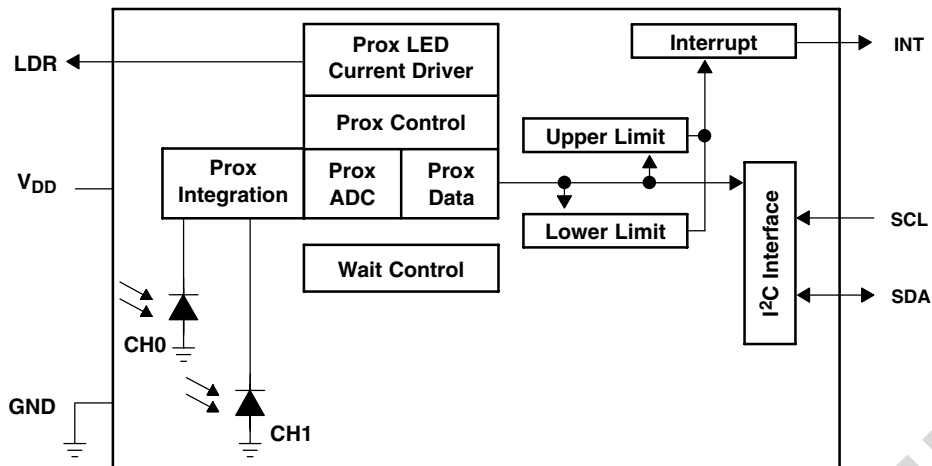 LDR
Prox LED
Current Driver
Interrupt
INT
Prox Control
Upper Limit
V_DD
Prox
Integration
Prox
ADC
Prox
Data
Lower Limit
I²C Interface
SCL
Wait Control
SDA
CH0
GND
CH1